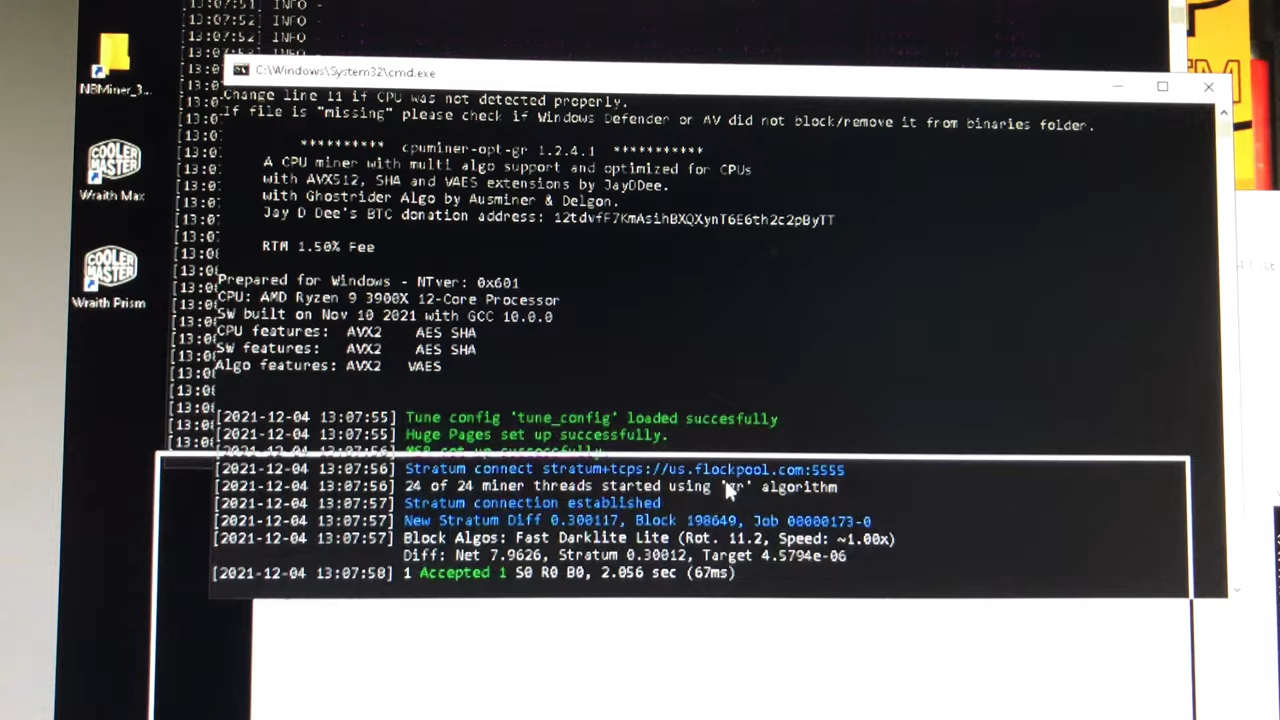 [13:07:51] INFO -
[13:07:52] INFO -
[13:07:52] INFO -
NBMiner_3...
COOLER MASTER
Wraith Max
COOLER MASTER
Wraith Prism
C:\Windows\System32\cmd.exe
Change line 11 if CPU was not detected properly.
If file is "missing" please check if Windows Defender or AV did not block/remove it from binaries folder.
********** cpuminer-opt-gr 1.2.4.1 ***********
A CPU miner with multi algo support and optimized for CPUs
with AVX512, SHA and VAES extensions by JayDDee.
with Ghostrider Algo by Ausminer & Delgon.
Jay D Dee's BTC donation address: 12tdvfF7KmAsihBXQXynT6E6th2c2pByTT
RTM 1.50% Fee
Prepared for Windows - NTver: 0x601
CPU: AMD Ryzen 9 3900X 12-Core Processor
SW built on Nov 10 2021 with GCC 10.0.0
CPU features: AVX2 AES SHA
SW features: AVX2 AES SHA
Algo features: AVX2 VAES
[2021-12-04 13:07:55] Tune config 'tune_config' loaded succesfully
[2021-12-04 13:07:55] Huge Pages set up successfully.
[2021-12-04 13:07:56] Stratum connect stratum+tcps://us.flockpool.com:5555
[2021-12-04 13:07:56] 24 of 24 miner threads started using 'gr' algorithm
[2021-12-04 13:07:57] Stratum connection established
[2021-12-04 13:07:57] New Stratum Diff 0.300117, Block 198649, Job 00000173-0
[2021-12-04 13:07:57] Block Algos: Fast Darklite Lite (Rot. 11.2, Speed: ~1.00x)
Diff: Net 7.9626, Stratum 0.30012, Target 4.5794e-06
[2021-12-04 13:07:58] 1 Accepted 1 S0 R0 B0, 2.056 sec (67ms)